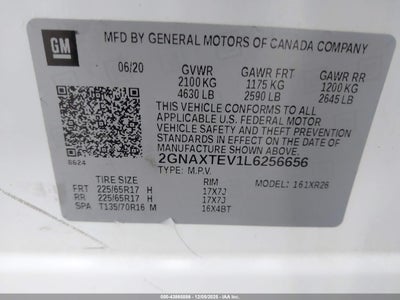 GM
MFD BY GENERAL MOTORS OF CANADA COMPANY
06/20 GVWR GAWR FRT GAWR RR
2100 KG 1175 KG 1200 KG
4630 LB 2590 LB 2645 LB
THIS VEHICLE CONFORMS TO ALL
APPLICABLE U.S. FEDERAL MOTOR
VEHICLE SAFETY, BUMPER, AND THEFT
PREVENTION STANDARDS IN EFFECT ON
THE DATE OF MANUFACTURE SHOWN ABOVE.
8624
2GNAXTEV1L6256656
TYPE: M.P.V. MODEL: 161XR26
TIRE SIZE RIM
FRT 225/65R17 H 17X7J
RR 225/65R17 H 17X7J
SPA T135/70R16 M 16X4BT